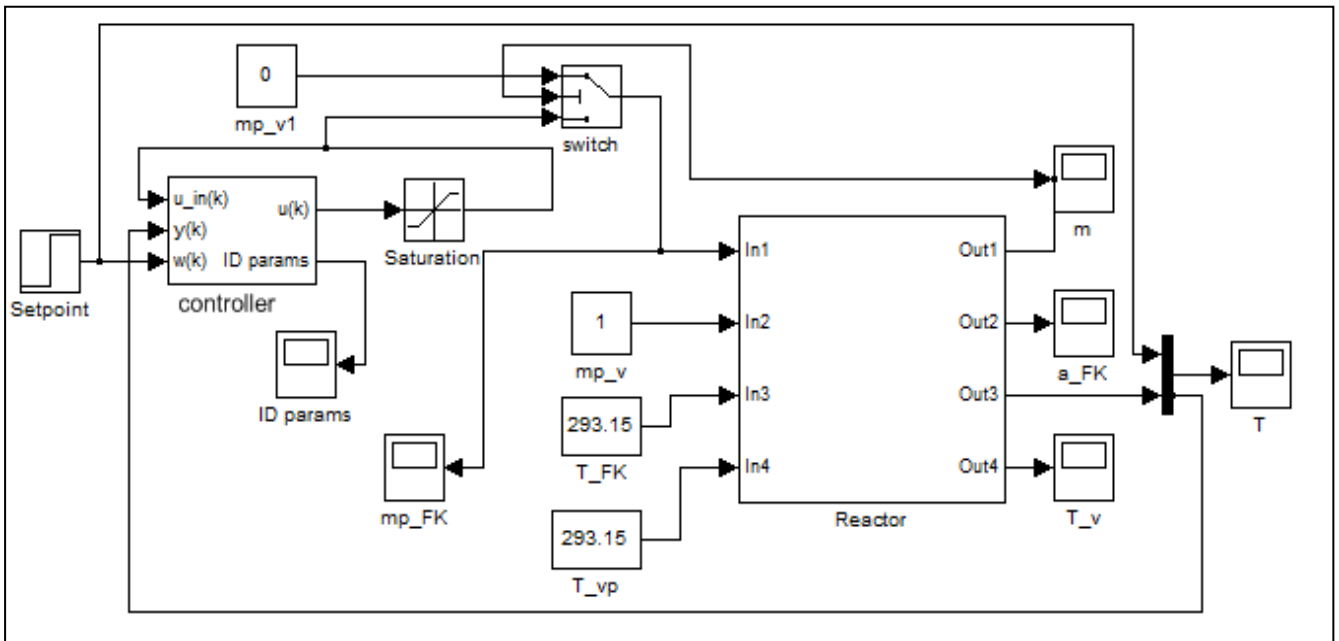 0
mp_v1
switch
u_in(k)
y(k)
w(k)
u(k)
ID params
controller
Setpoint
Saturation
ID params
mp_FK
1
mp_v
293.15
T_FK
293.15
T_vp
In1
In2
In3
In4
Out1
Out2
Out3
Out4
Reactor
m
a_FK
T_v
T